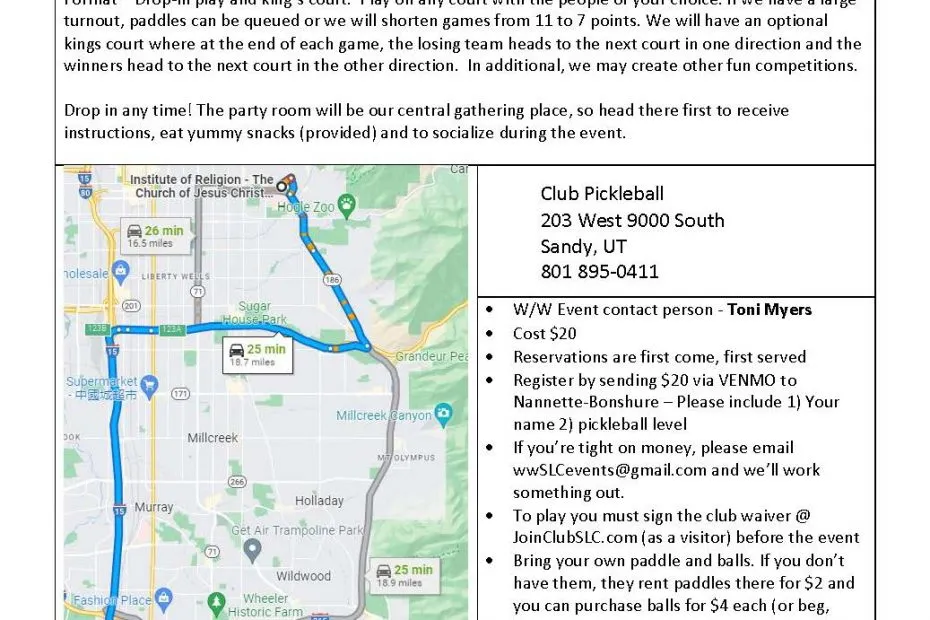 Format – Drop-in play and king's court. Play on any court with the people of your choice. If we have a large
turnout, paddles can be queued or we will shorten games from 11 to 7 points. We will have an optional
kings court where at the end of each game, the losing team heads to the next court in one direction and the
winners head to the next court in the other direction.  In additional, we may create other fun competitions.
Drop in any time! The party room will be our central gathering place, so head there first to receive
instructions, eat yummy snacks (provided) and to socialize during the event.
15
80
Institute of Religion - The
Church of Jesus Christ...
Hogle Zoo
26 min
16.5 miles
holesale
LIBERTY WELLS
186
71
201
Sugar
House Park
123B
123A
15
25 min
18.7 miles
Grandeur Pea
Supermarket
- 中國城超市
171
Millcreek Canyon
OOK
Millcreek
MT OLYMPUS
266
Holladay
15
Murray
Get Air Trampoline Park
71
25 min
18.9 miles
Wildwood
Fashion Place
Wheeler
Historic Farm
Club Pickleball
203 West 9000 South
Sandy, UT
801 895-0411
• W/W Event contact person - Toni Myers
• Cost $20
• Reservations are first come, first served
• Register by sending $20 via VENMO to
Nannette-Bonshure – Please include 1) Your
name 2) pickleball level
• If you're tight on money, please email
wwSLCevents@gmail.com and we'll work
something out.
• To play you must sign the club waiver @
JoinClubSLC.com (as a visitor) before the event
• Bring your own paddle and balls. If you don't
have them, they rent paddles there for $2 and
you can purchase balls for $4 each (or beg,